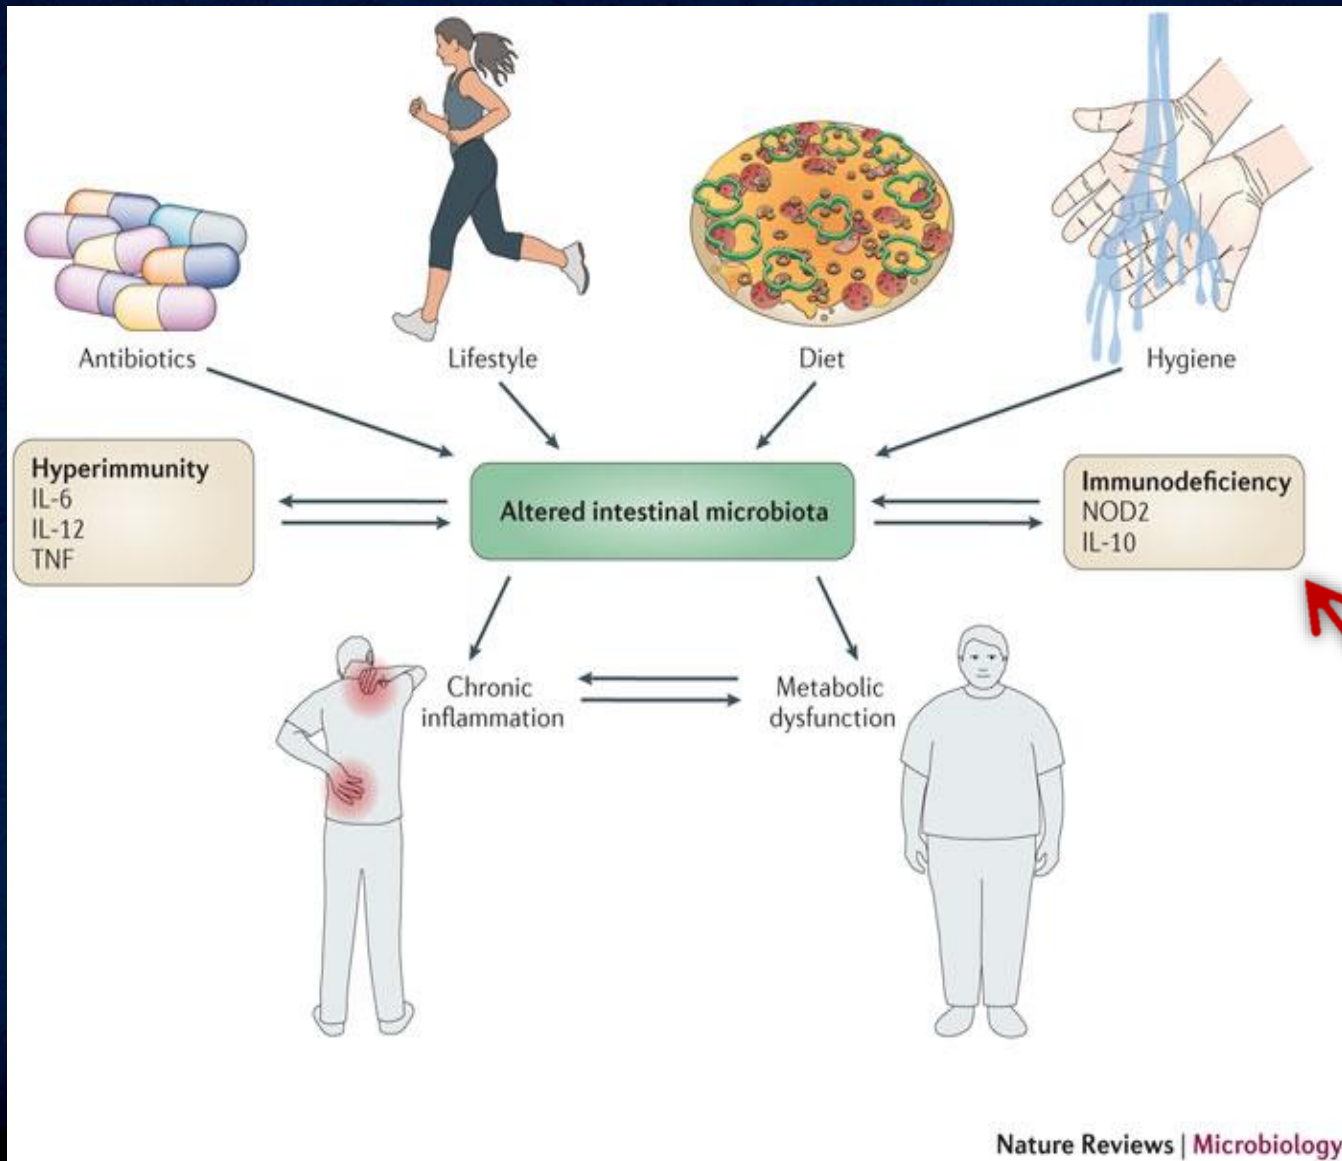 Antibiotics
Lifestyle
Diet
Hygiene
Hyperimmunity
IL-6
IL-12
TNF
Altered intestinal microbiota
Immunodeficiency
NOD2
IL-10
Chronic
inflammation
Metabolic
dysfunction
Nature Reviews | Microbiology